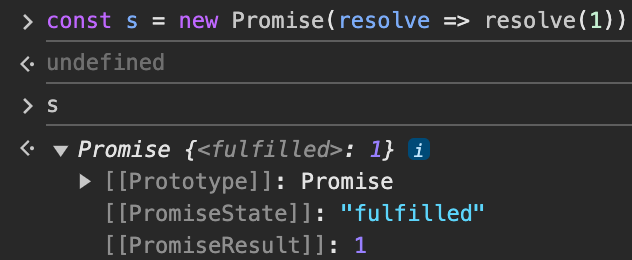 > const s = new Promise(resolve => resolve(1))
undefined
> s
Promise {<fulfilled>: 1} i
[[Prototype]]: Promise
[[PromiseState]]: "fulfilled"
[[PromiseResult]]: 1